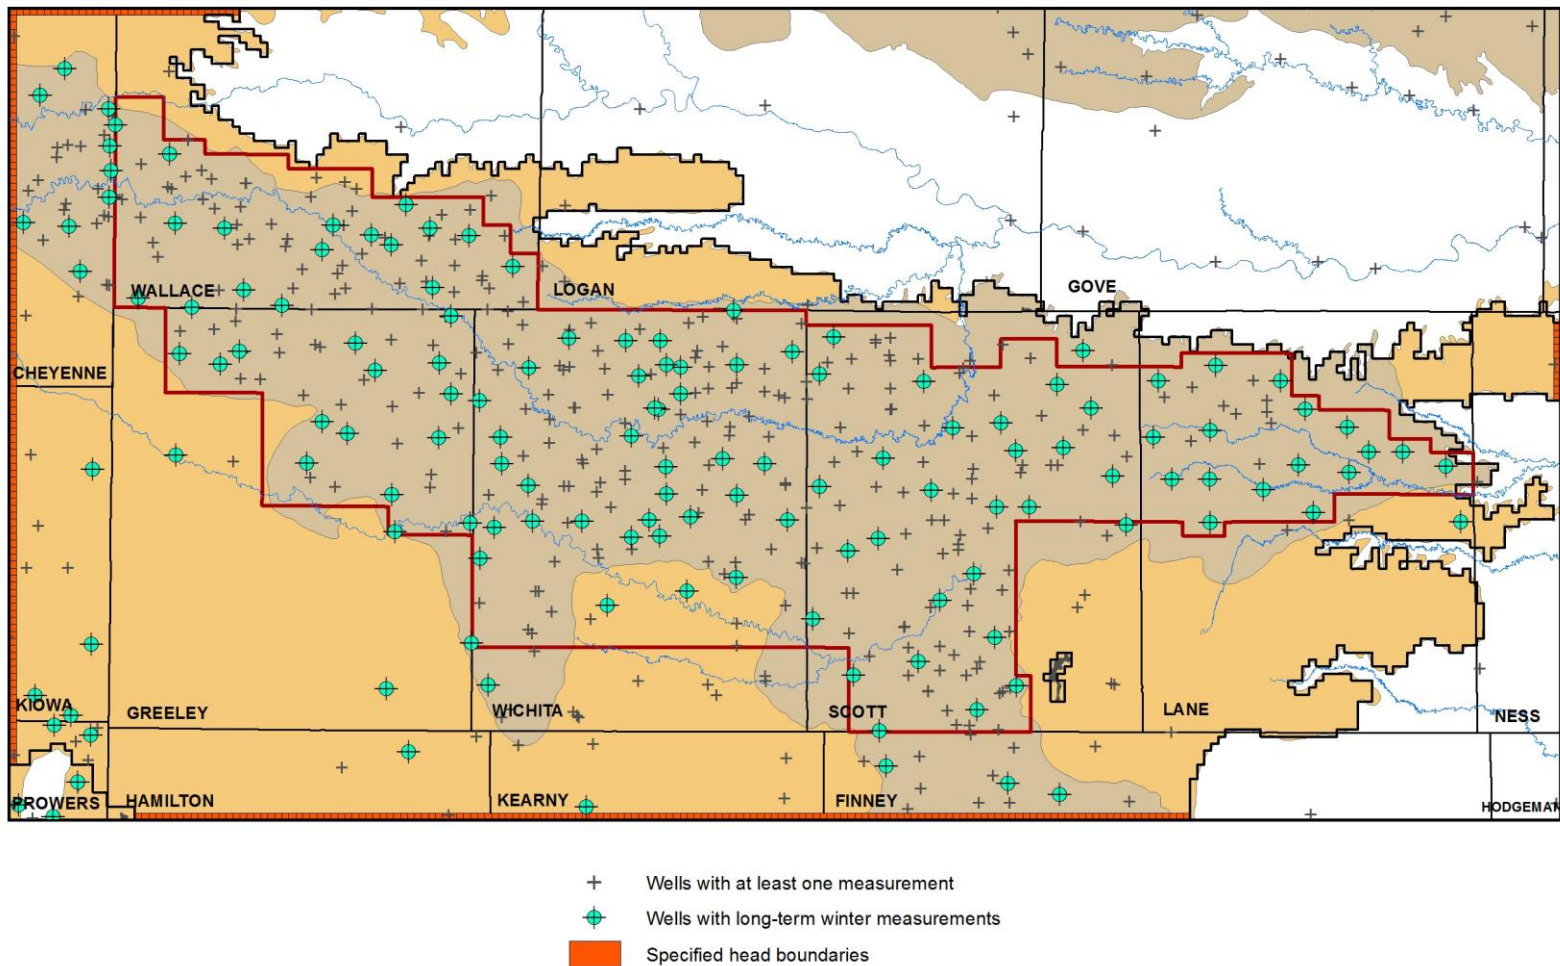 WALLACE
LOGAN
GOVE
CHEYENNE
KIOWA
GREELEY
WICHITA
SCOTT
LANE
NESS
PROWERS
HAMILTON
KEARNY
FINNEY
HODGEMAN
Wells with at least one measurement
Wells with long-term winter measurements
Specified head boundaries